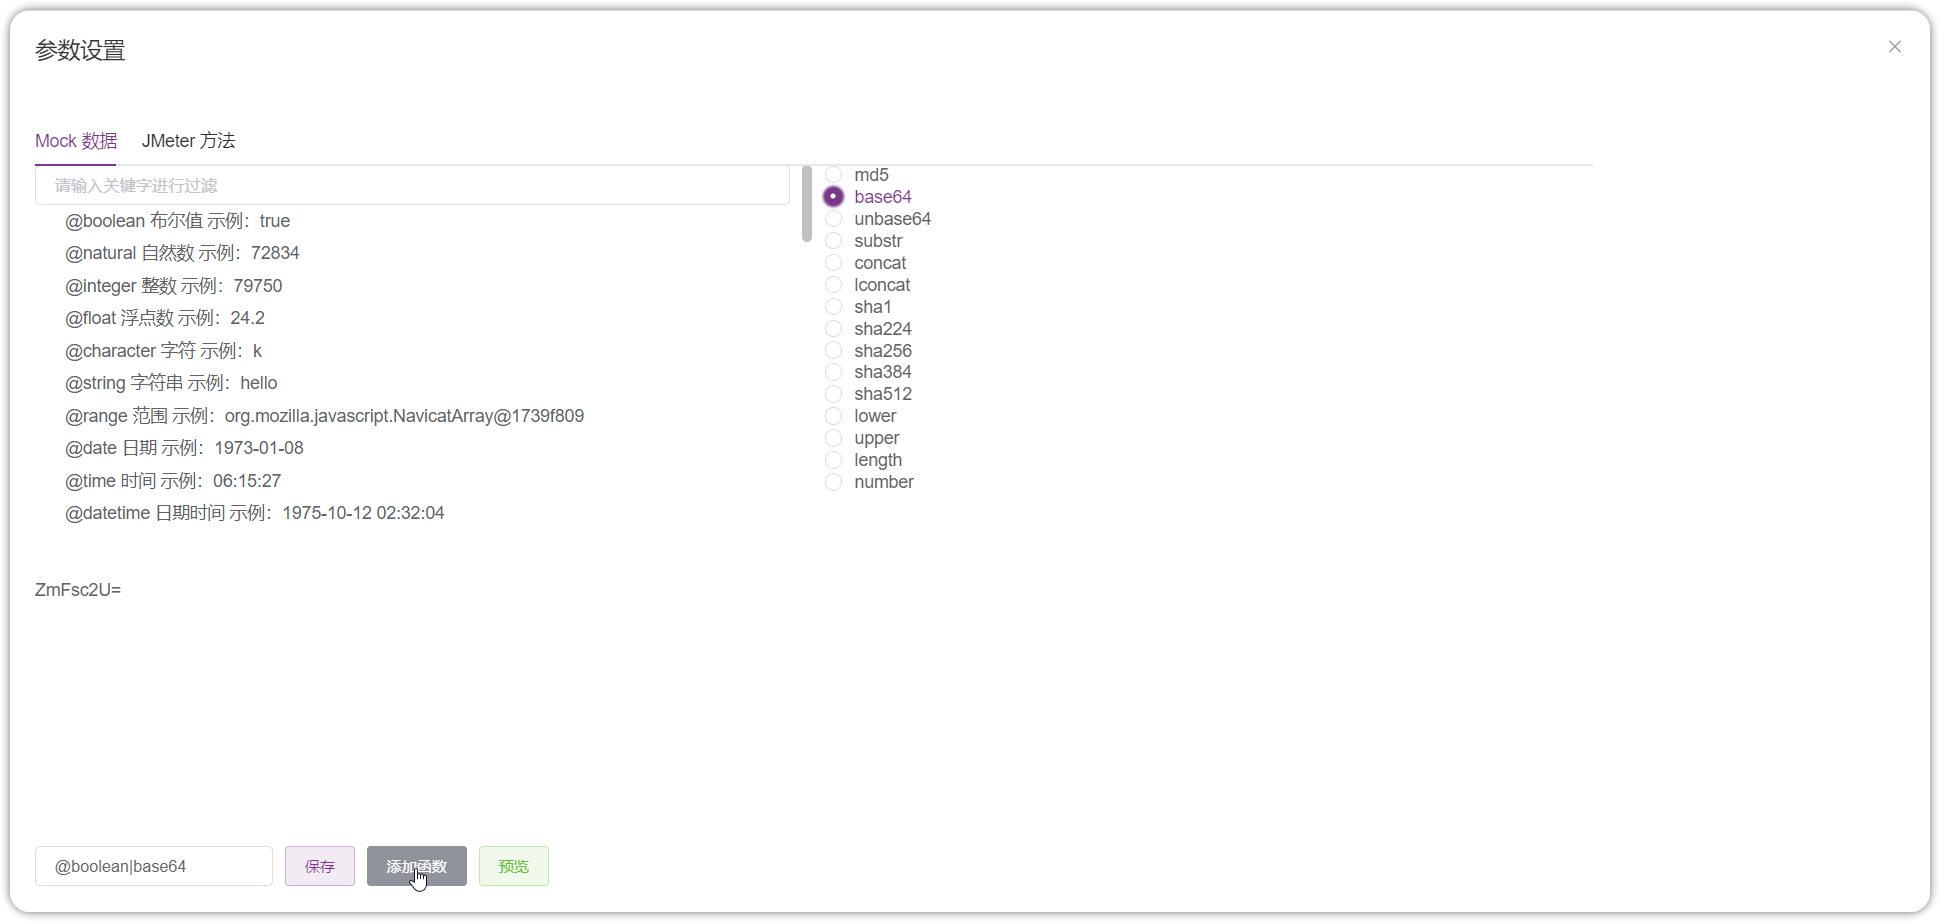 参数设置
Mock 数据
JMeter 方法
请输入关键字进行过滤
@boolean 布尔值 示例：true
@natural 自然数 示例：72834
@integer 整数 示例：79750
@float 浮点数 示例：24.2
@character 字符 示例：k
@string 字符串 示例：hello
@range 范围 示例：org.mozilla.javascript.NavicatArray@1739f809
@date 日期 示例：1973-01-08
@time 时间 示例：06:15:27
@datetime 日期时间 示例：1975-10-12 02:32:04
md5
base64
unbase64
substr
concat
lconcat
sha1
sha224
sha256
sha384
sha512
lower
upper
length
number
ZmFsc2U=
@boolean|base64
保存
添加函数
预览